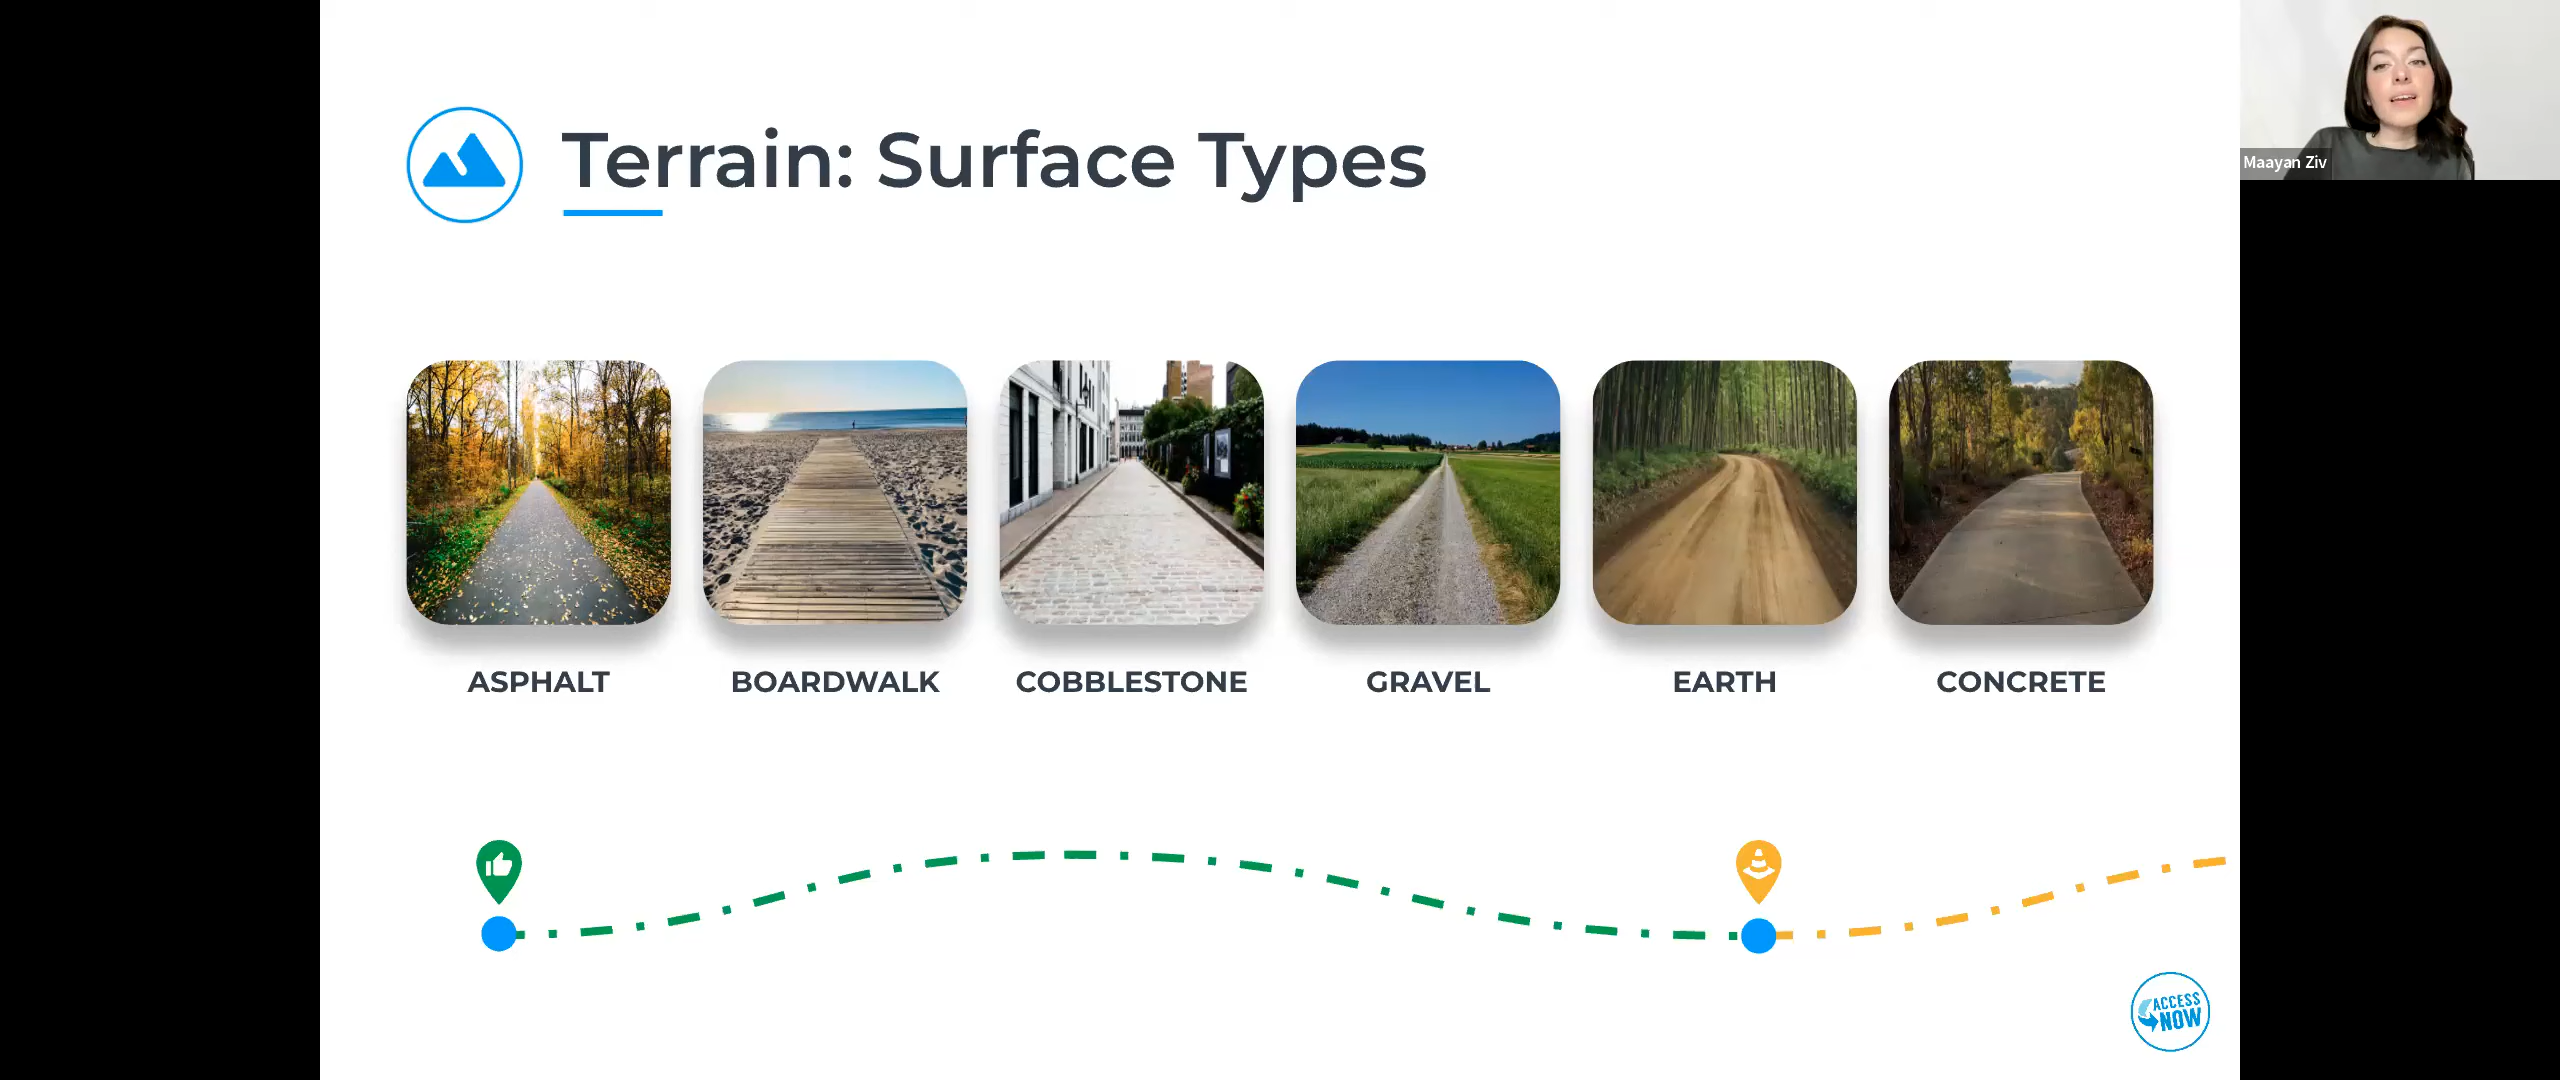 Terrain: Surface Types
Maayan Ziv
ASPHALT
BOARDWALK
COBBLESTONE
GRAVEL
EARTH
CONCRETE
ACCESS
NOW